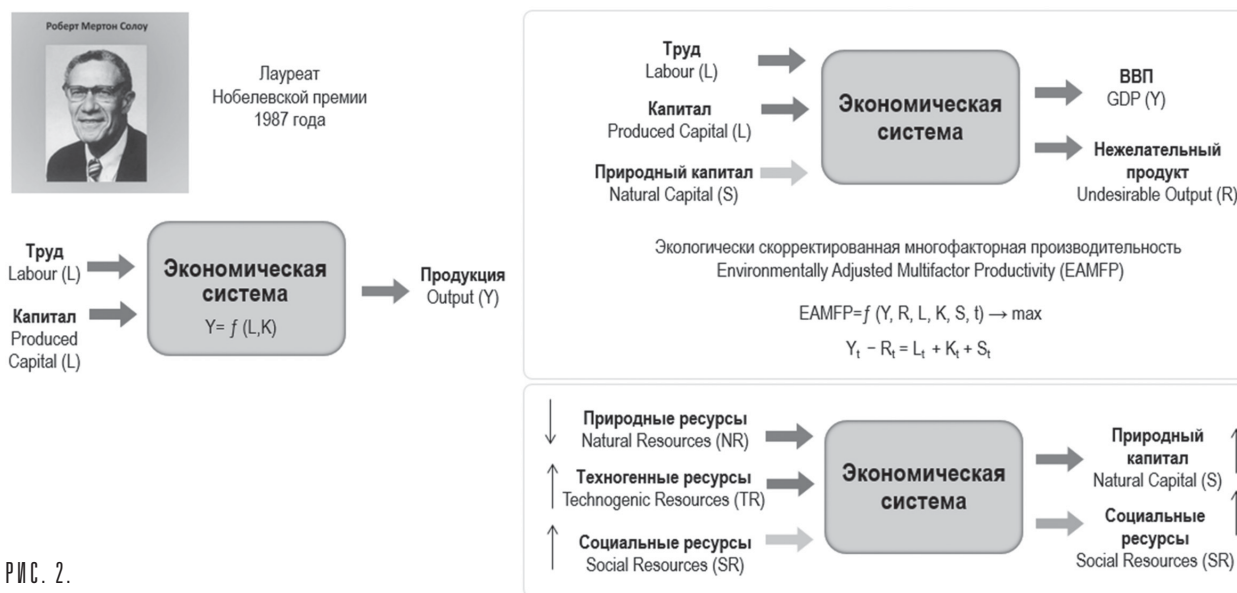 Роберт Мертон Солоу
Лауреат
Нобелевской премии
1987 года
Труд
Labour (L)
Капитал
Produced
Capital (L)
Экономическая
система
Y= ƒ (L,K)
Продукция
Output (Y)
Труд
Labour (L)
Капитал
Produced Capital (L)
Природный капитал
Natural Capital (S)
Экономическая
система
ВВП
GDP (Y)
Нежелательный
продукт
Undesirable Output (R)
Экологически скорректированная многофакторная производительность
Environmentally Adjusted Multifactor Productivity (EAMFP)
EAMFP=ƒ (Y, R, L, K, S, t) → max
Yₜ − Rₜ = Lₜ + Kₜ + Sₜ
Природные ресурсы
Natural Resources (NR)
Техногенные ресурсы
Technogenic Resources (TR)
Социальные ресурсы
Social Resources (SR)
Экономическая
система
Природный
капитал
Natural Capital (S)
Социальные
ресурсы
Social Resources (SR)
РИС. 2.